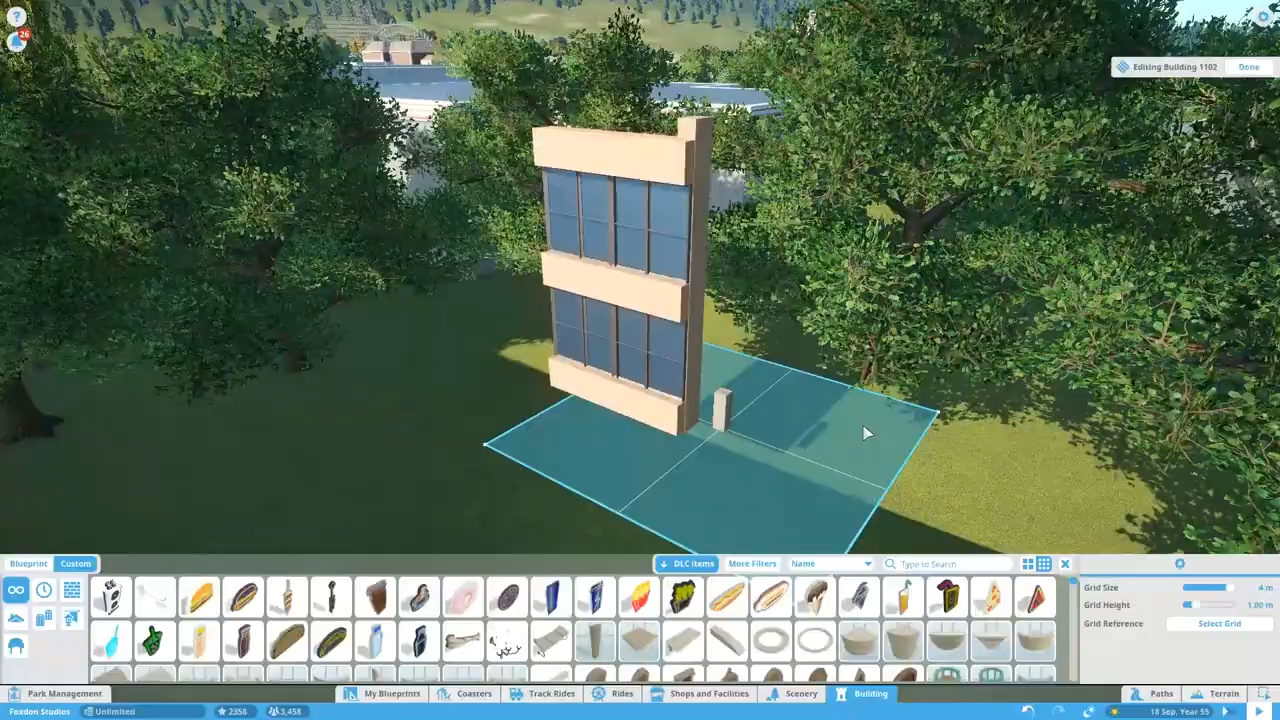 ?
26
Editing Building 1102 Done
Blueprint Custom DLC Items More Filters Name Type to Search
Grid Size 4 m
Grid Height 1.00 m
Grid Reference Select Grid
Park Management My Blueprints Coasters Track Rides Rides Shops and Facilities Scenery Building Paths Terrain
Foxdon Studios Unlimited 2358 3,458 18 Sep, Year 55